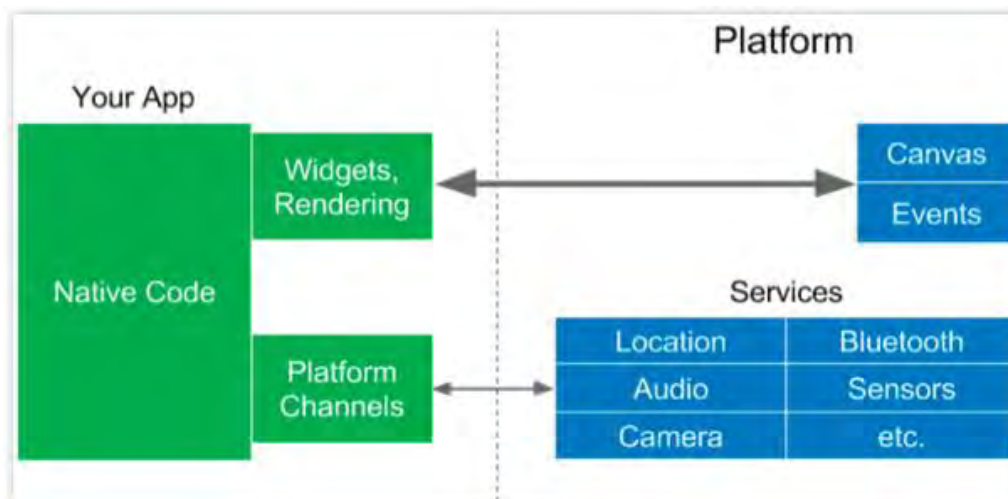 Platform
Your App
Widgets,
Rendering
Canvas
Events
Native Code
Services
Platform
Channels
Location
Bluetooth
Audio
Sensors
Camera
etc.